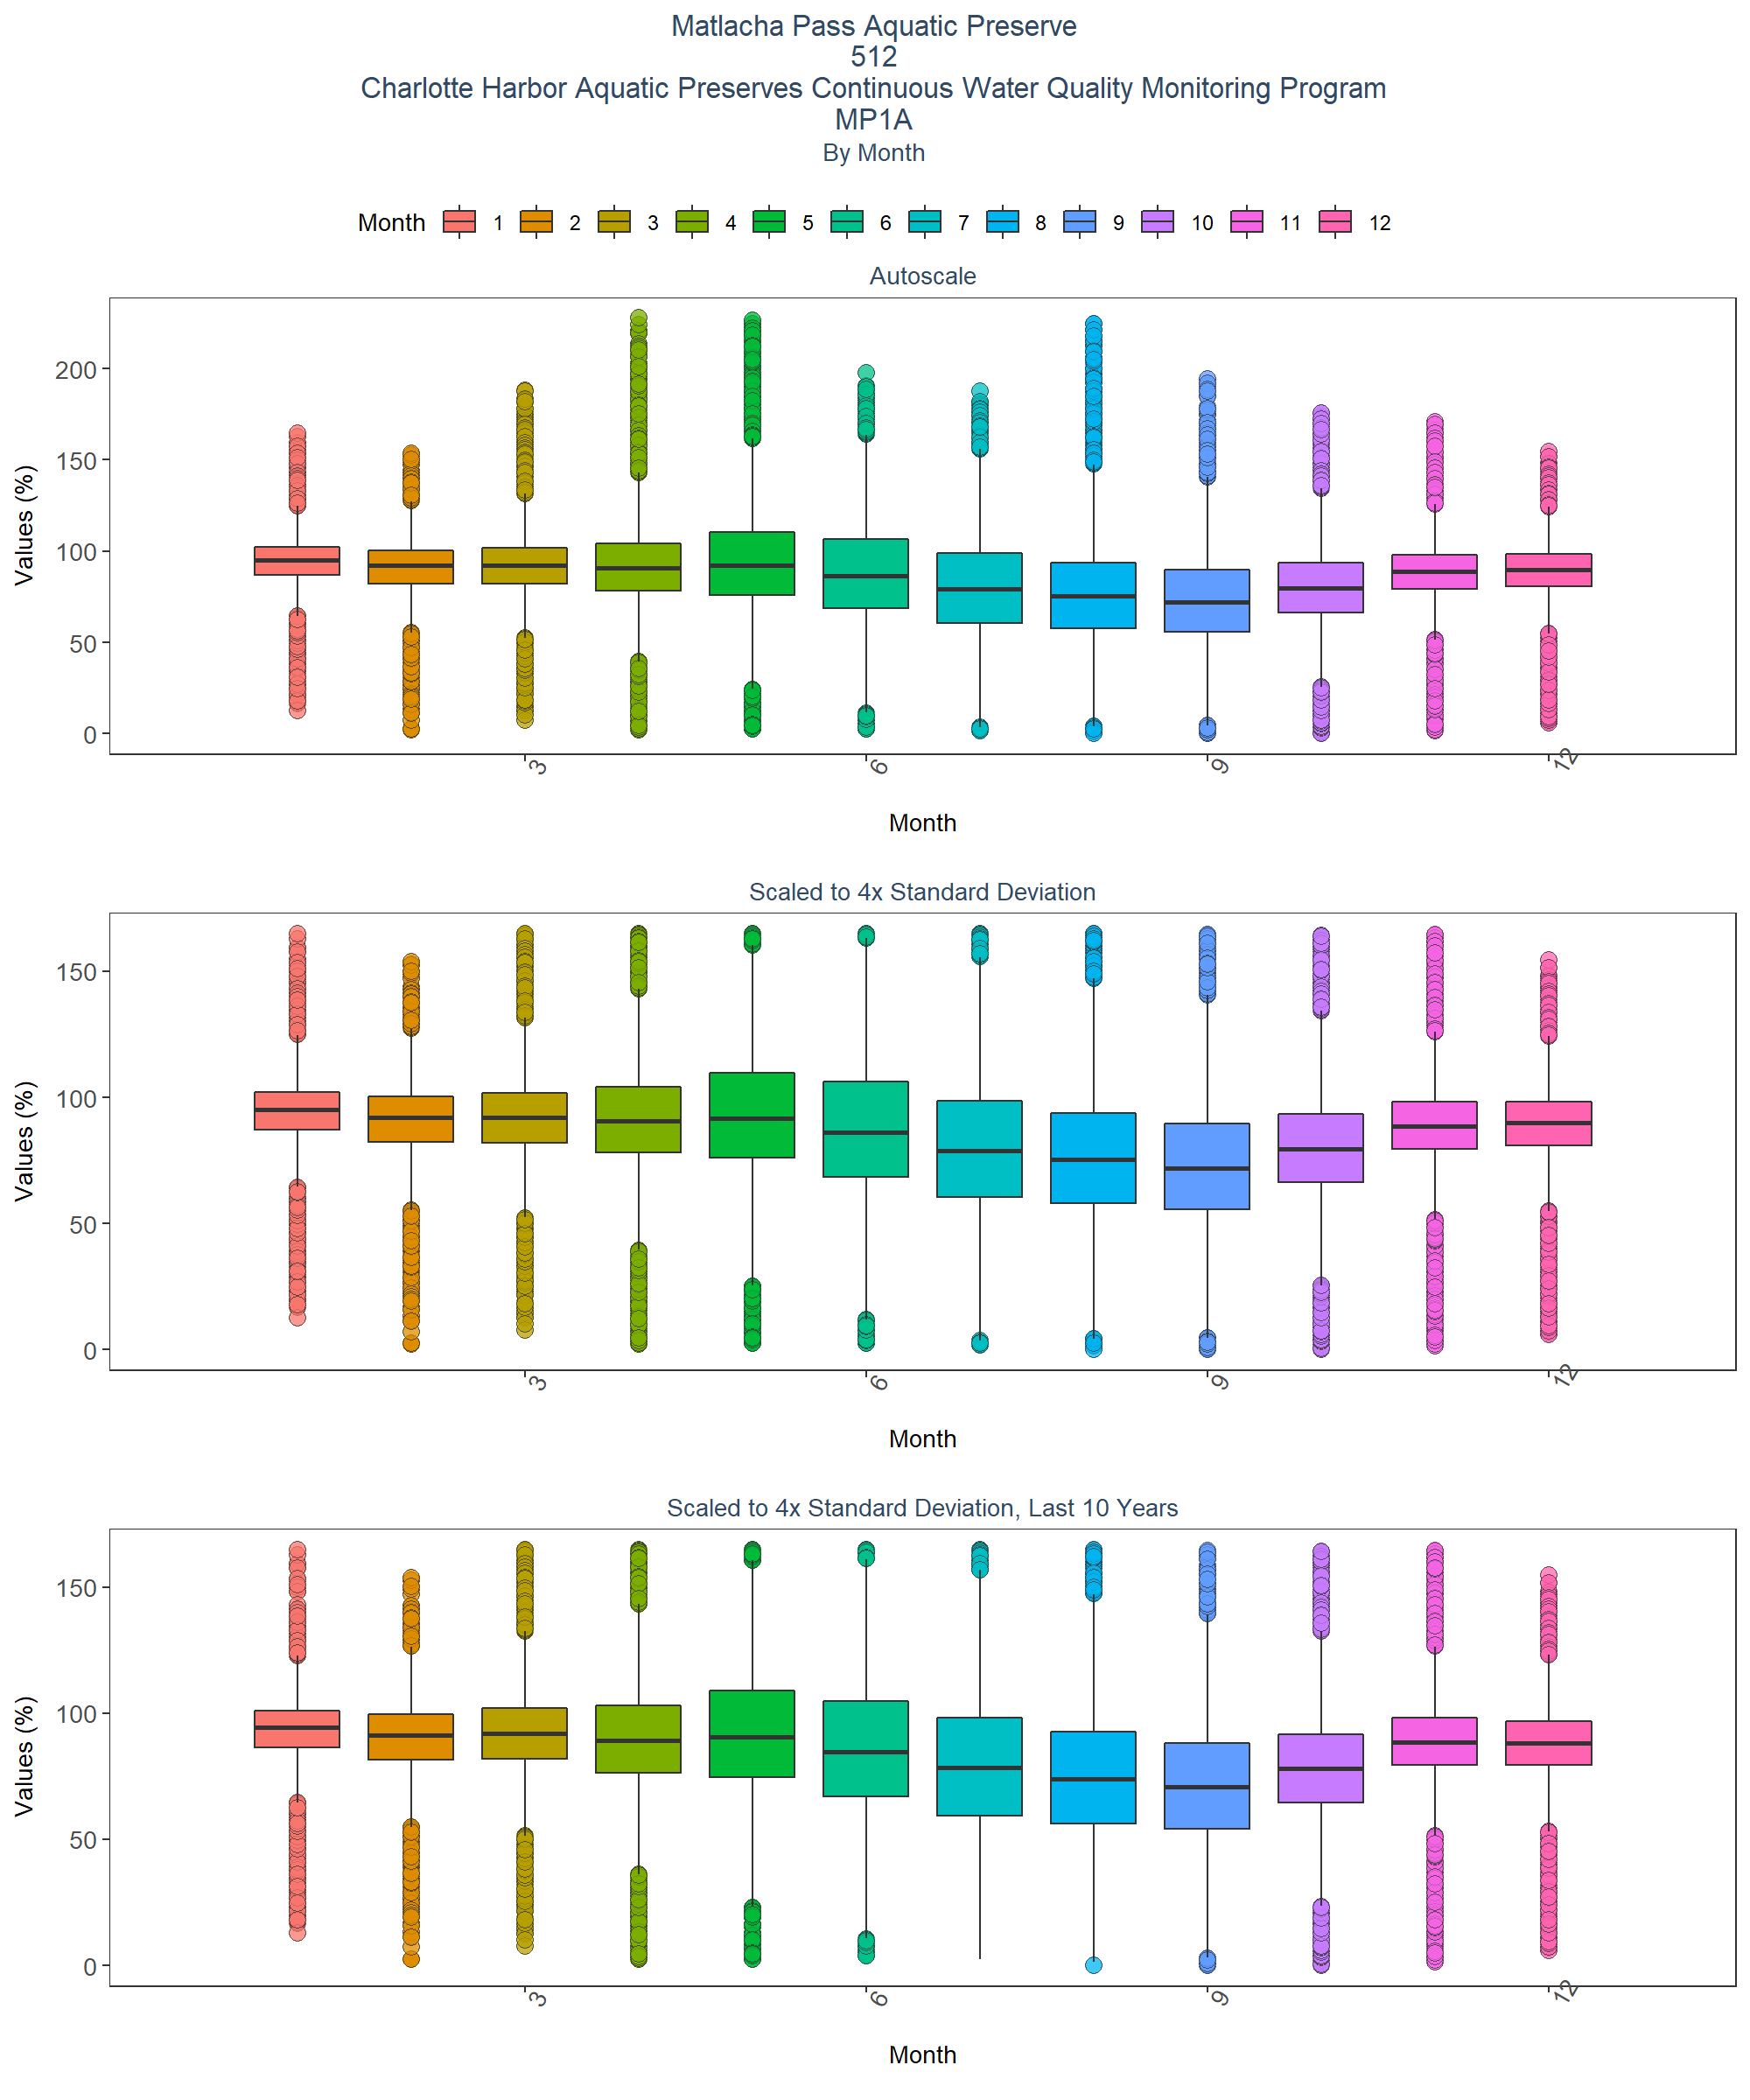 Matlacha Pass Aquatic Preserve
512
Charlotte Harbor Aquatic Preserves Continuous Water Quality Monitoring Program
MP1A
By Month
Month 1 2 3 4 5 6 7 8 9 10 11 12
Autoscale
Values (%)
200
150
100
50
0
3 6 9 12
Month
Scaled to 4x Standard Deviation
Values (%)
150
100
50
0
3 6 9 12
Month
Scaled to 4x Standard Deviation, Last 10 Years
Values (%)
150
100
50
0
3 6 9 12
Month